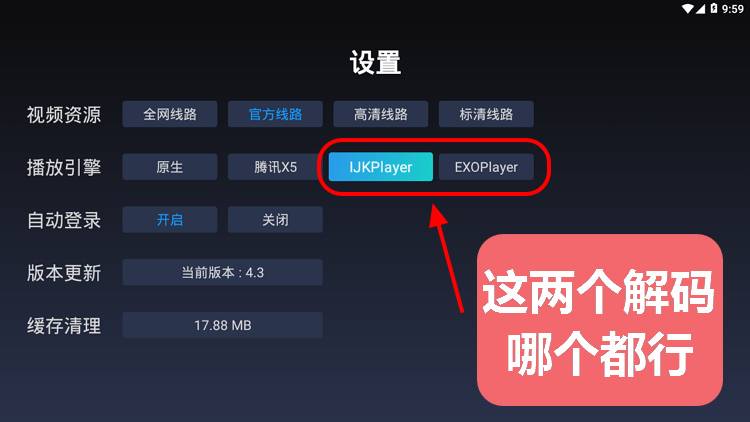 9:59
设置
视频资源 全网线路 官方线路 高清线路 标清线路
播放引擎 原生 腾讯X5 IJKPlayer EXOPlayer
自动登录 开启 关闭
版本更新 当前版本 : 4.3
缓存清理 17.88 MB
这两个解码
哪个都行